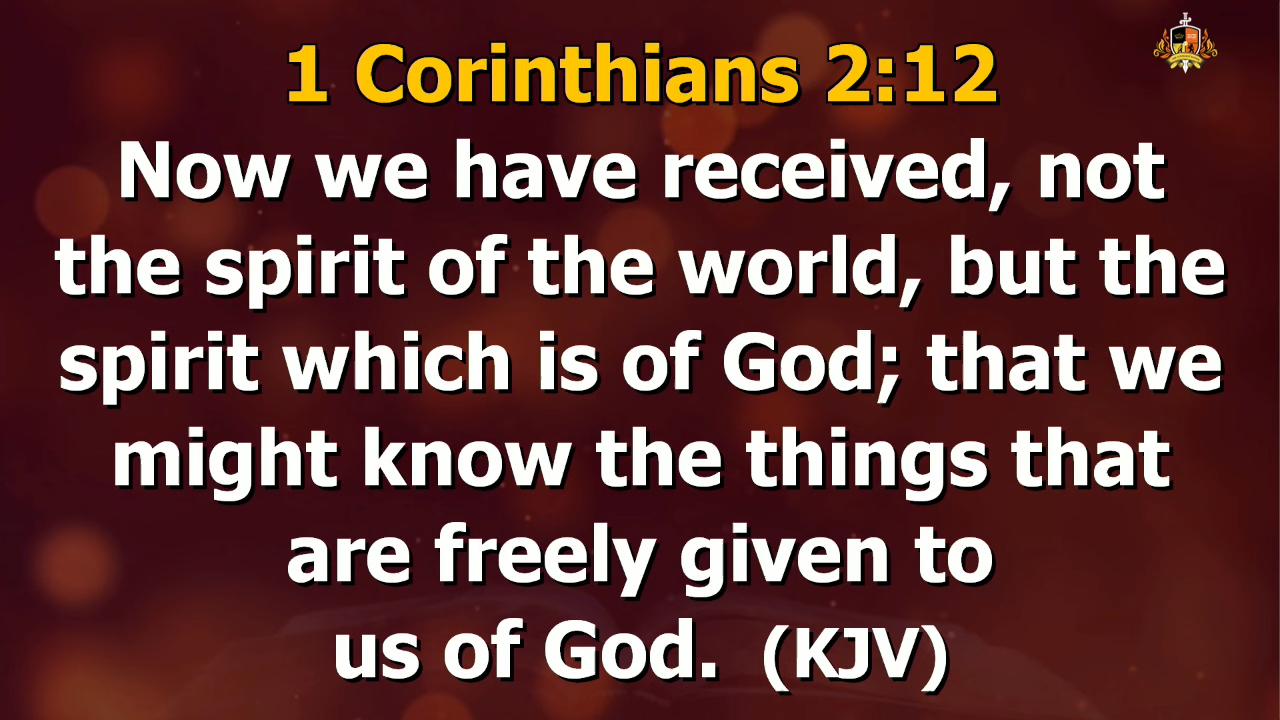 1 Corinthians 2:12
Now we have received, not
the spirit of the world, but the
spirit which is of God; that we
might know the things that
are freely given to
us of God.  (KJV)